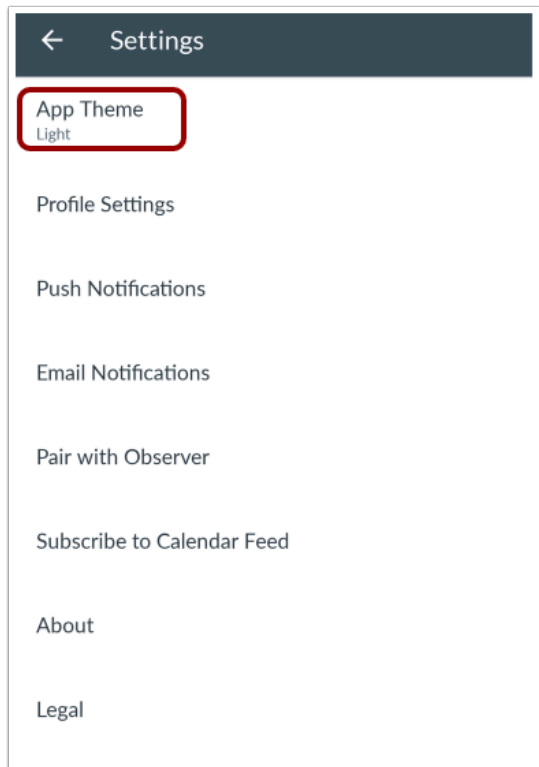 Settings
App Theme
Light
Profile Settings
Push Notifications
Email Notifications
Pair with Observer
Subscribe to Calendar Feed
About
Legal